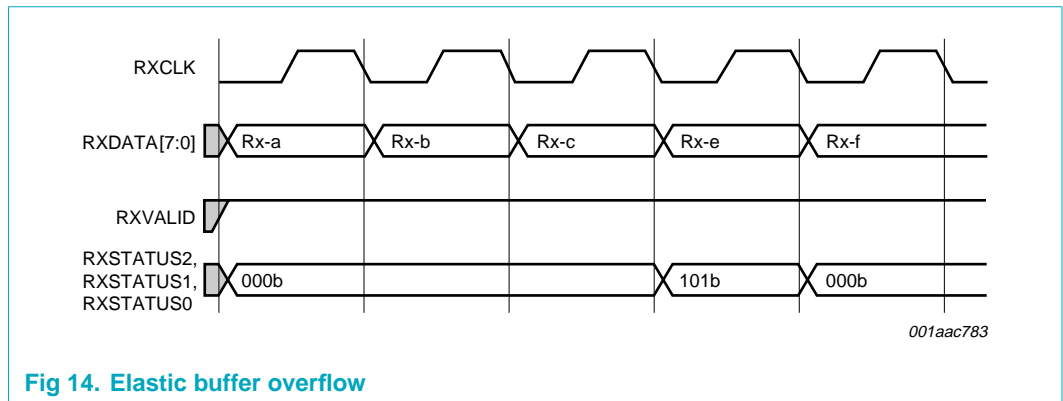 RXCLK
RXDATA[7:0]
Rx-a
Rx-b
Rx-c
Rx-e
Rx-f
RXVALID
RXSTATUS2,
RXSTATUS1,
RXSTATUS0
000b
101b
000b
001aac783
Fig 14. Elastic buffer overflow